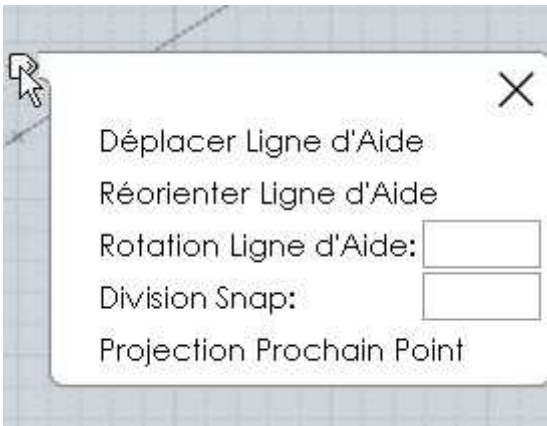 Déplacer Ligne d'Aide
Réorienter Ligne d'Aide
Rotation Ligne d'Aide:
Division Snap:
Projection Prochain Point